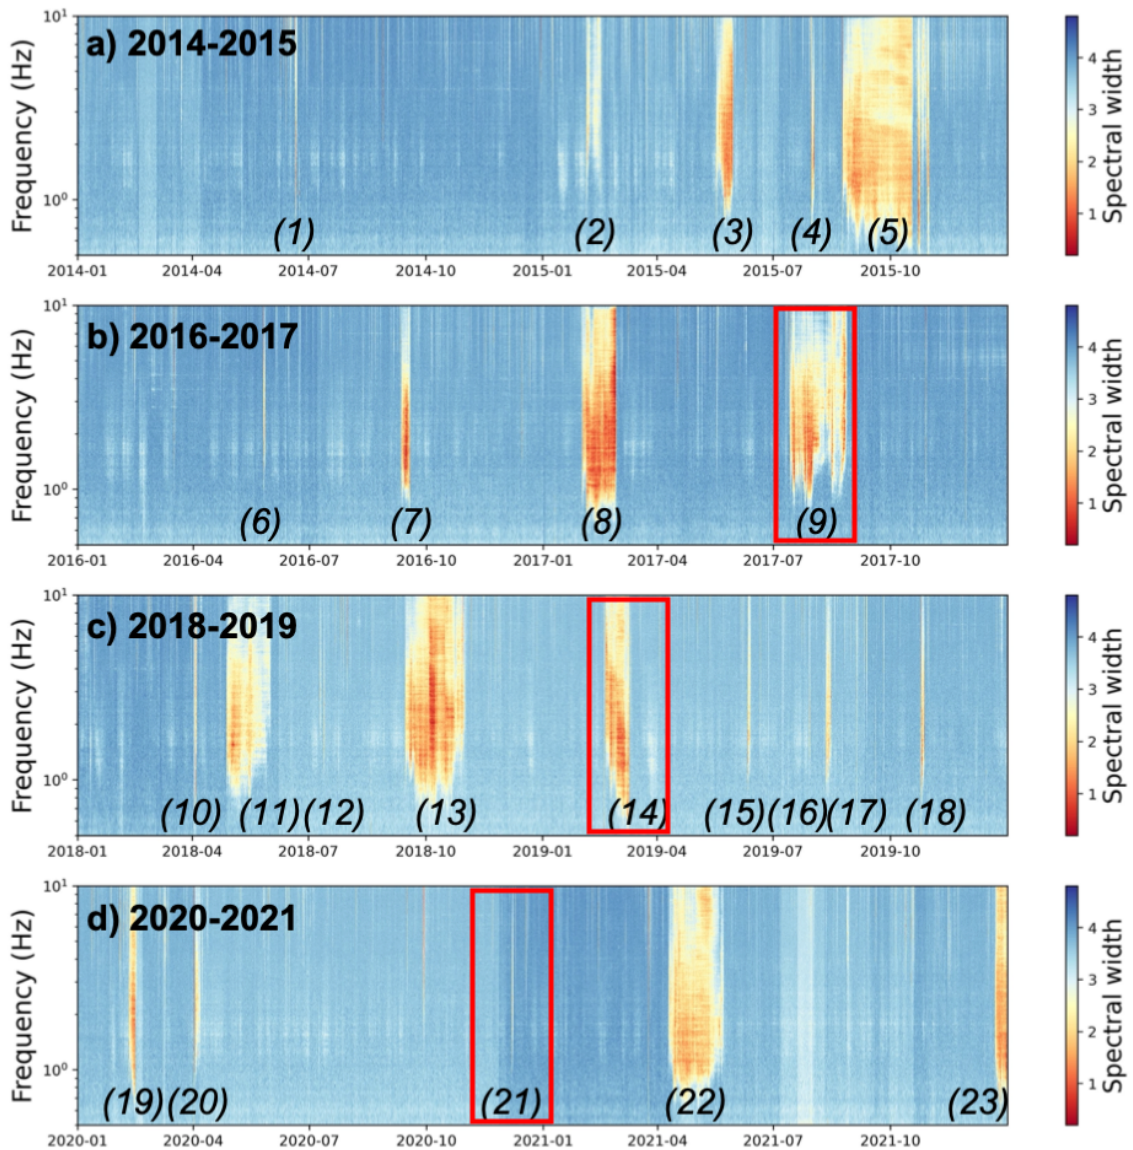 10¹
a) 2014-2015
Frequency (Hz)
10⁰
(1) (2) (3) (4) (5)
2014-01 2014-04 2014-07 2014-10 2015-01 2015-04 2015-07 2015-10
4
3
2
1
Spectral width
10¹
b) 2016-2017
Frequency (Hz)
10⁰
(6) (7) (8) (9)
2016-01 2016-04 2016-07 2016-10 2017-01 2017-04 2017-07 2017-10
4
3
2
1
Spectral width
10¹
c) 2018-2019
Frequency (Hz)
10⁰
(10) (11) (12) (13) (14) (15) (16) (17) (18)
2018-01 2018-04 2018-07 2018-10 2019-01 2019-04 2019-07 2019-10
4
3
2
1
Spectral width
10¹
d) 2020-2021
Frequency (Hz)
10⁰
(19) (20) (21) (22) (23)
2020-01 2020-04 2020-07 2020-10 2021-01 2021-04 2021-07 2021-10
4
3
2
1
Spectral width